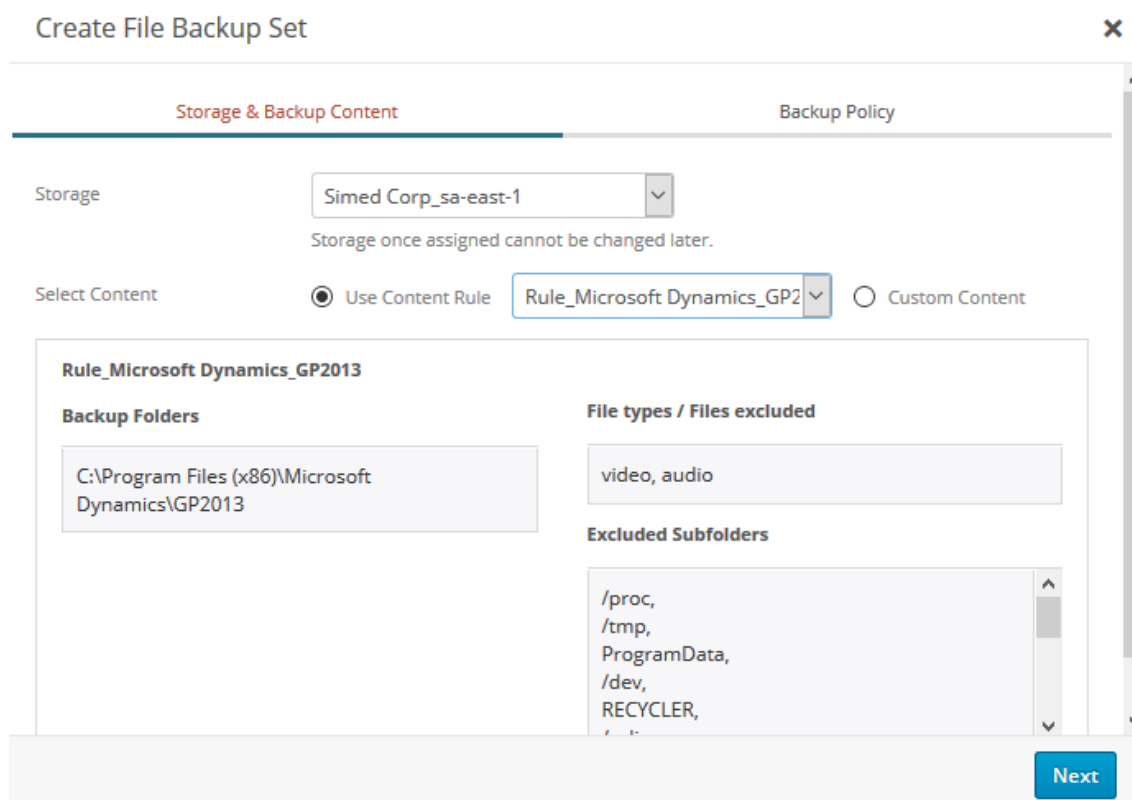 Create File Backup Set
Storage & Backup Content
Backup Policy
Storage
Simed Corp_sa-east-1
Storage once assigned cannot be changed later.
Select Content
Use Content Rule
Rule_Microsoft Dynamics_GP2
Custom Content
Rule_Microsoft Dynamics_GP2013
Backup Folders
C:\Program Files (x86)\Microsoft
Dynamics\GP2013
File types / Files excluded
video, audio
Excluded Subfolders
/proc,
/tmp,
ProgramData,
/dev,
RECYCLER,
Next